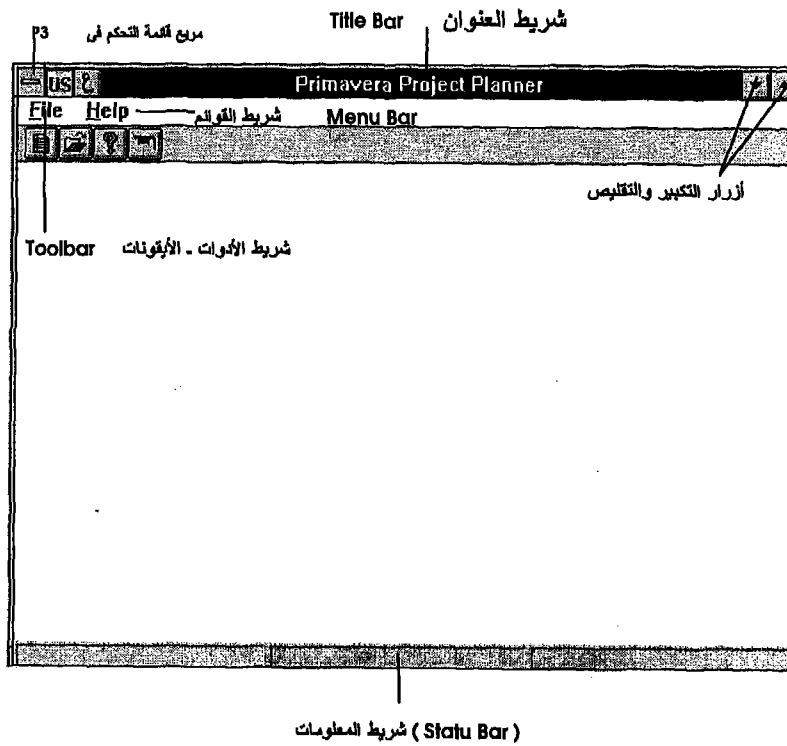 شريط العنوان Title Bar
مربع قائمة التحكم فى P3
US
Primavera Project Planner
File Help
شريط القوائم Menu Bar
أزرار التكبير والتقليص
شريط الأدوات - الأيقونات Toolbar
شريط المعلومات ( Statu Bar )